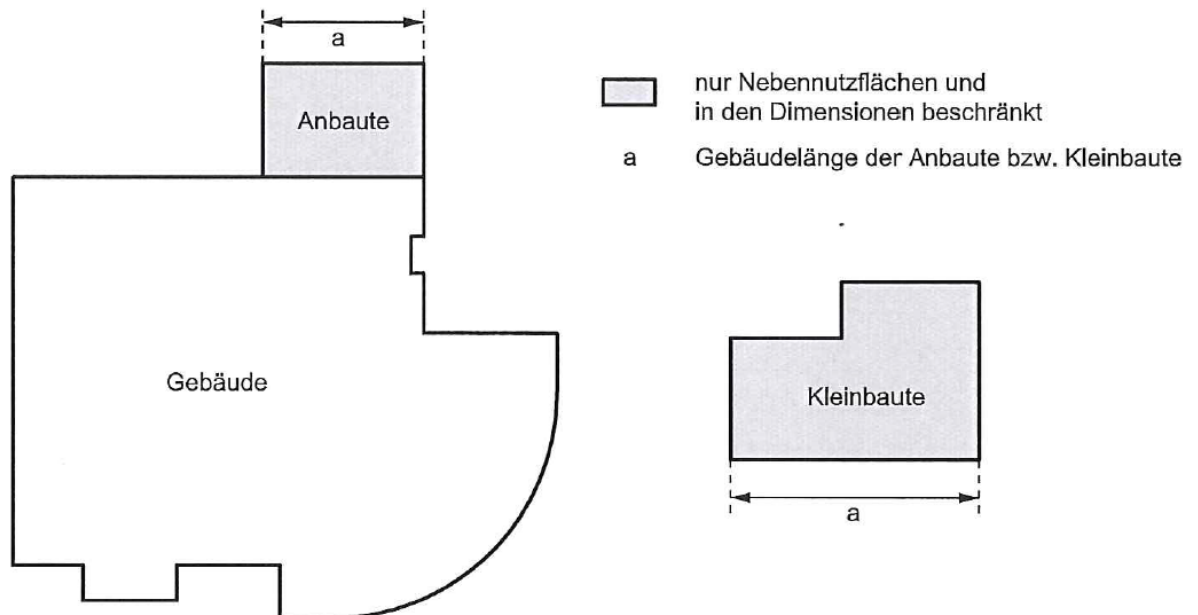 a
Anbaute
nur Nebennutzflächen und
in den Dimensionen beschränkt
a Gebäudelänge der Anbaute bzw. Kleinbaute
Gebäude
Kleinbaute
a